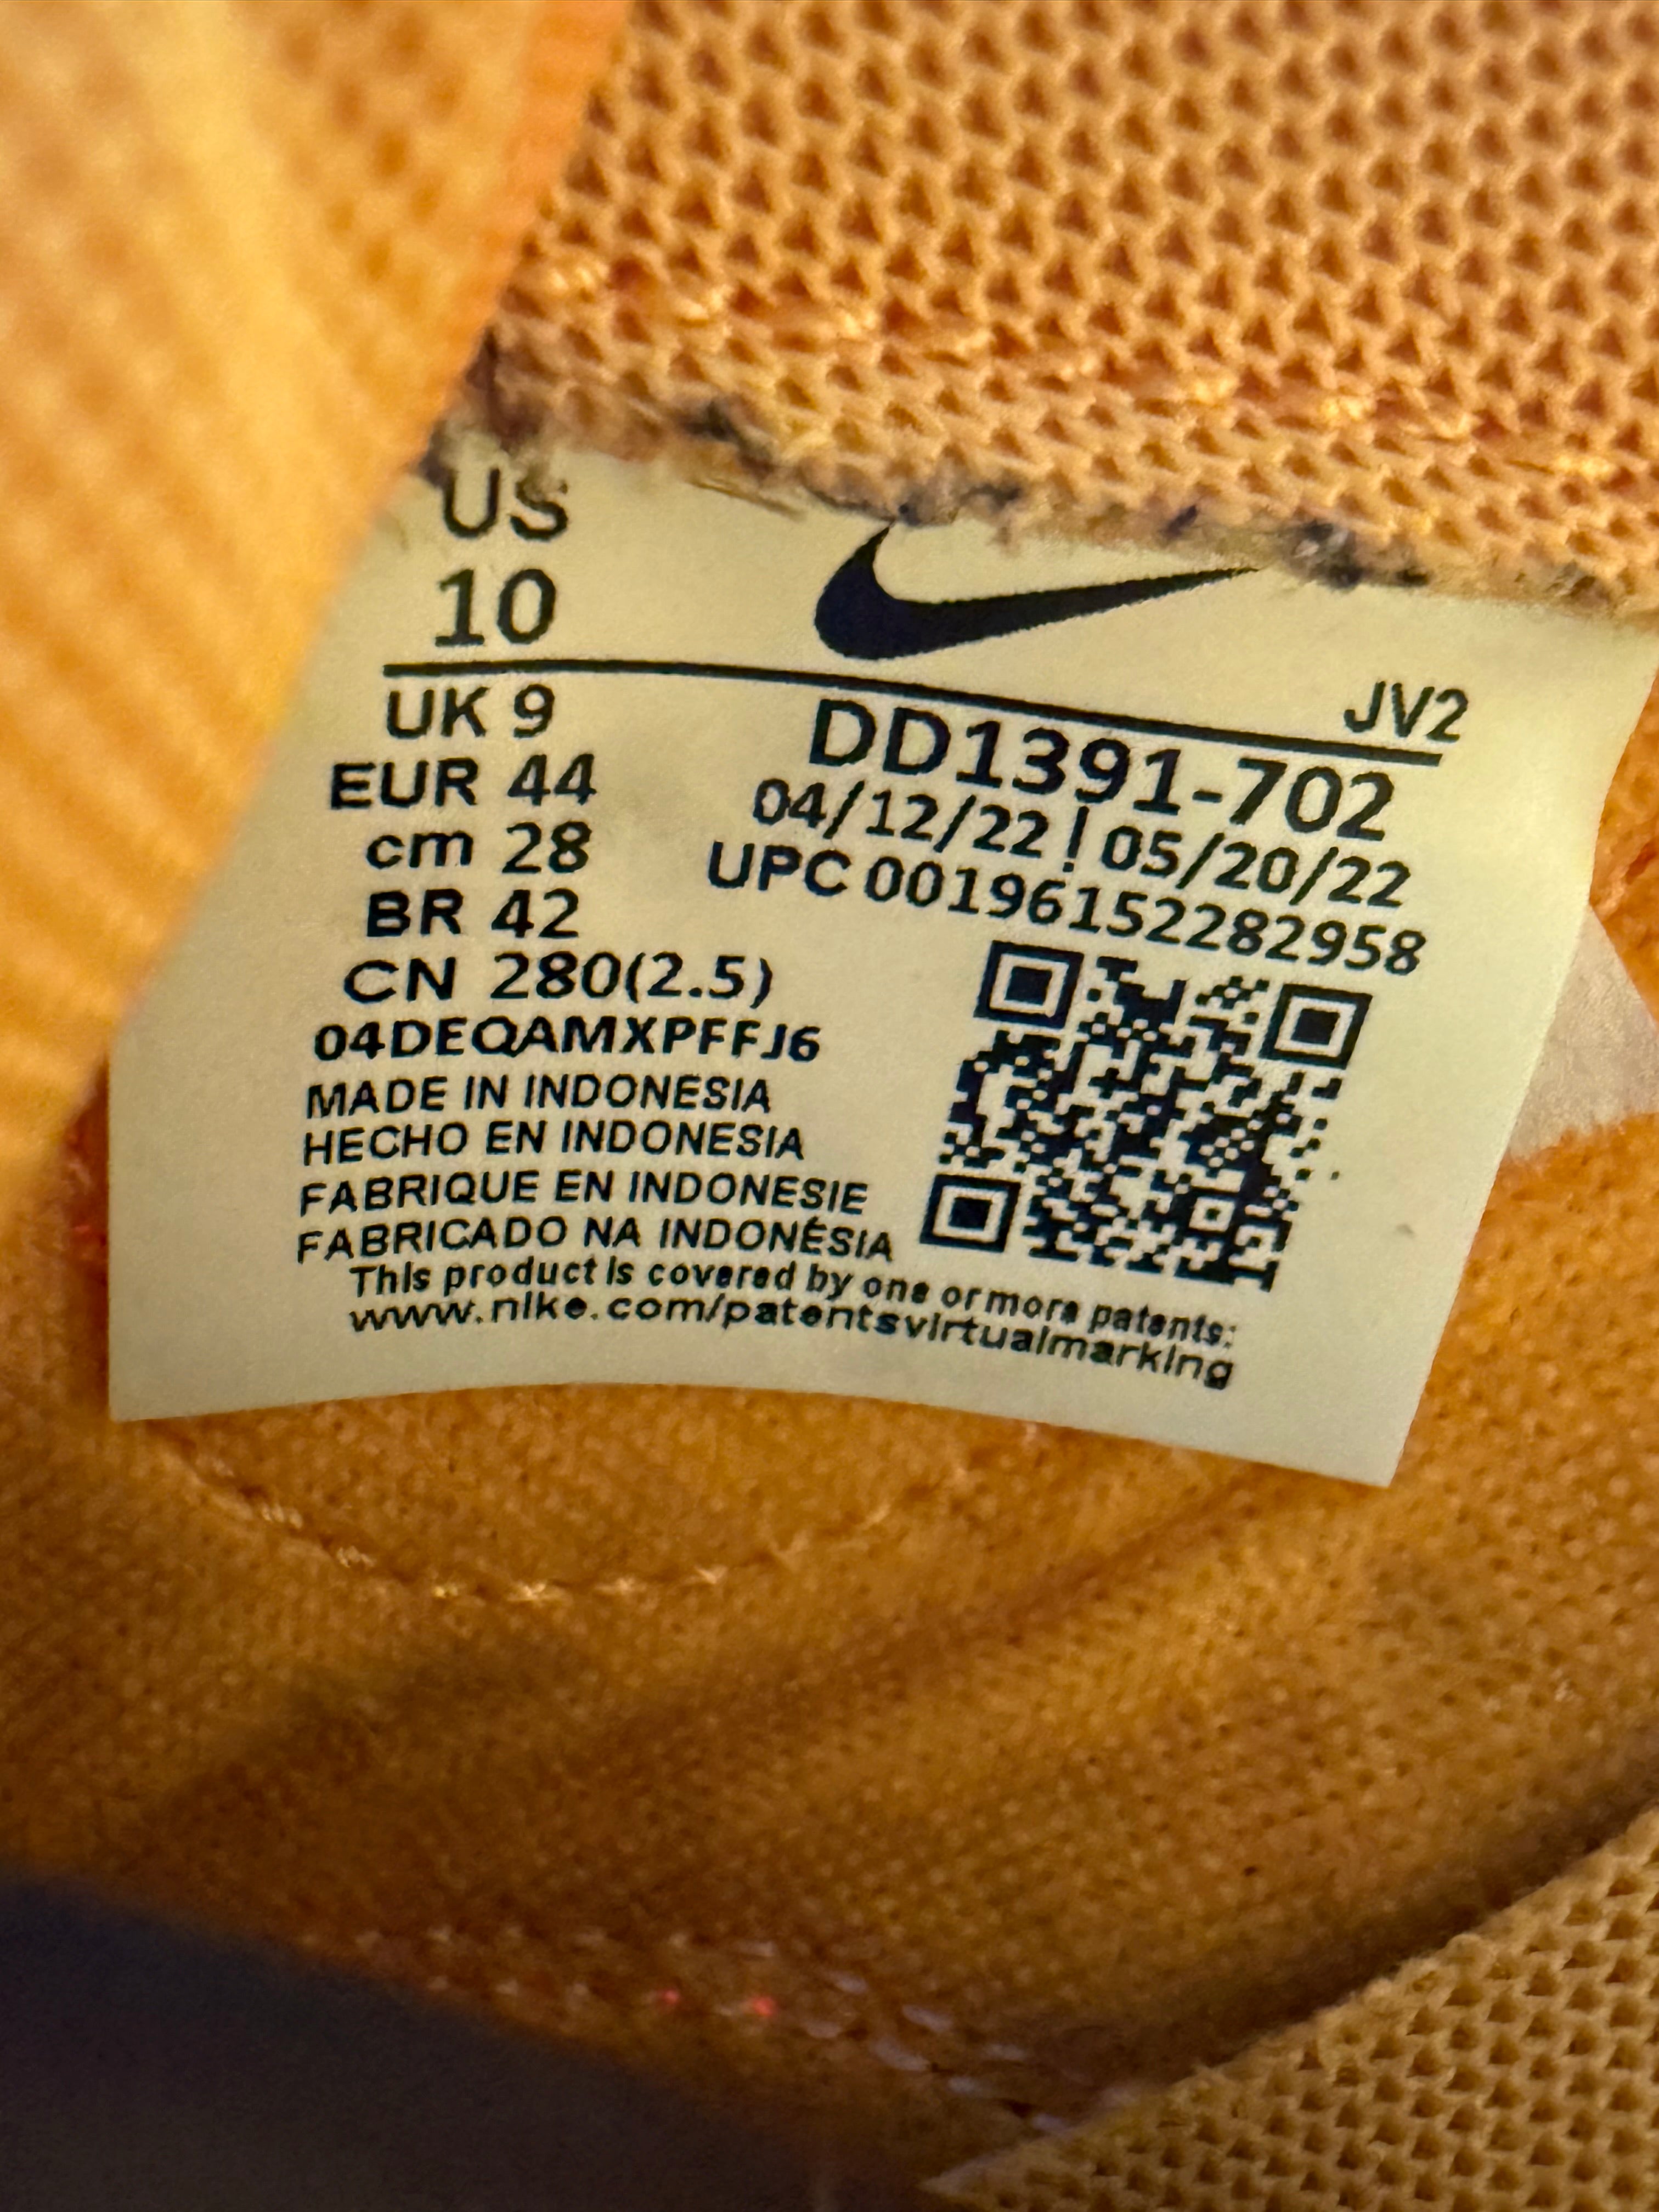 US
10
UK 9
EUR 44
cm 28
BR 42
CN 280(2.5)
04DEQAMXPFFJ6
MADE IN INDONESIA
HECHO EN INDONESIA
FABRIQUE EN INDONESIE
FABRICADO NA INDONÉSIA
JV2
DD1391-702
04/12/22 ! 05/20/22
UPC 00196152282958
This product is covered by one or more patents:
www.nike.com/patentsvirtualmarking